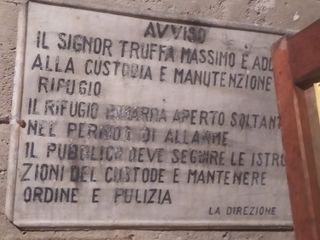 AVVISO
IL SIGNOR TRUFFA MASSIMO È ADD
ALLA CUSTODIA E MANUTENZIONE
RIFUGIO
IL RIFUGIO RIMARRÀ APERTO SOLTANT
NEL PERIODO DI ALLARME
IL PUBBLICO DEVE SEGUIRE LE ISTRU
ZIONI DEL CUSTODE E MANTENERE
ORDINE E PULIZIA
LA DIREZIONE